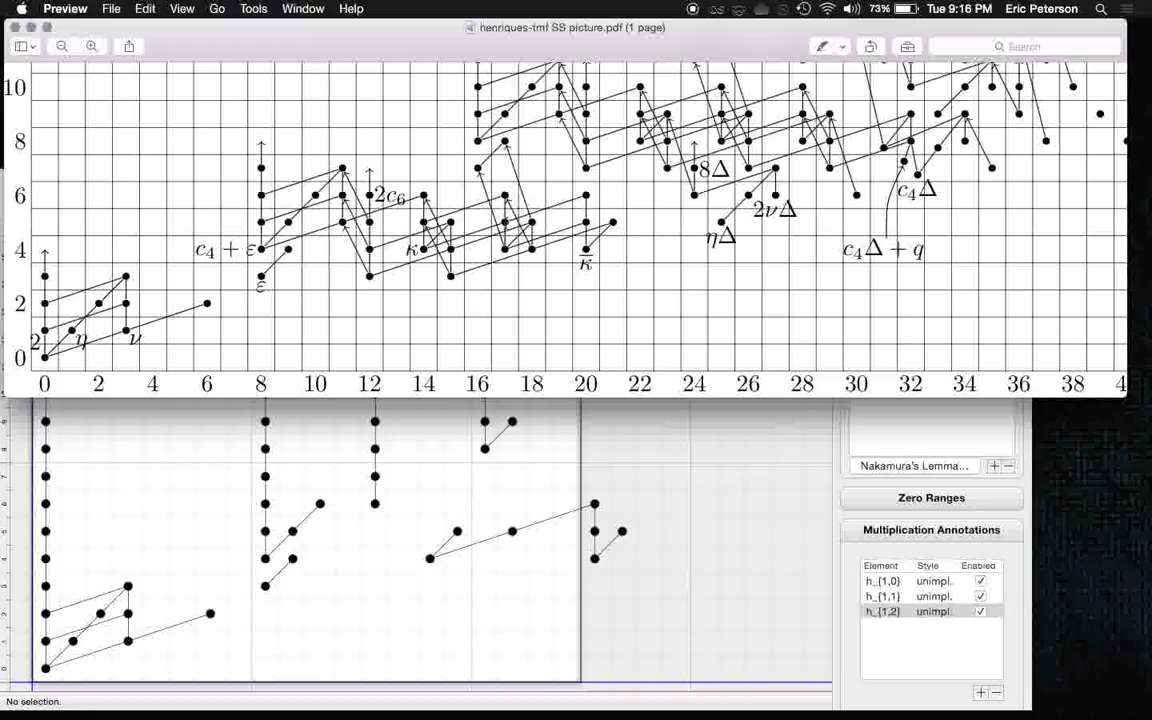 Preview File Edit View Go Tools Window Help 73% Tue 9:16 PM Eric Peterson
henriques-tmf SS picture.pdf (1 page)
Search
10
8
8Δ
6
2c₆
c₄Δ
2νΔ
ηΔ
4
c₄ + ε
κ
κ̄
c₄Δ + q
ε
2
2
η
ν
0
0 2 4 6 8 10 12 14 16 18 20 22 24 26 28 30 32 34 36 38 4
Nakamura's Lemma...
Zero Ranges
Multiplication Annotations
Element Style Enabled
h_{1,0} unimpl.
h_{1,1} unimpl.
h_{1,2} unimpl.
No selection.